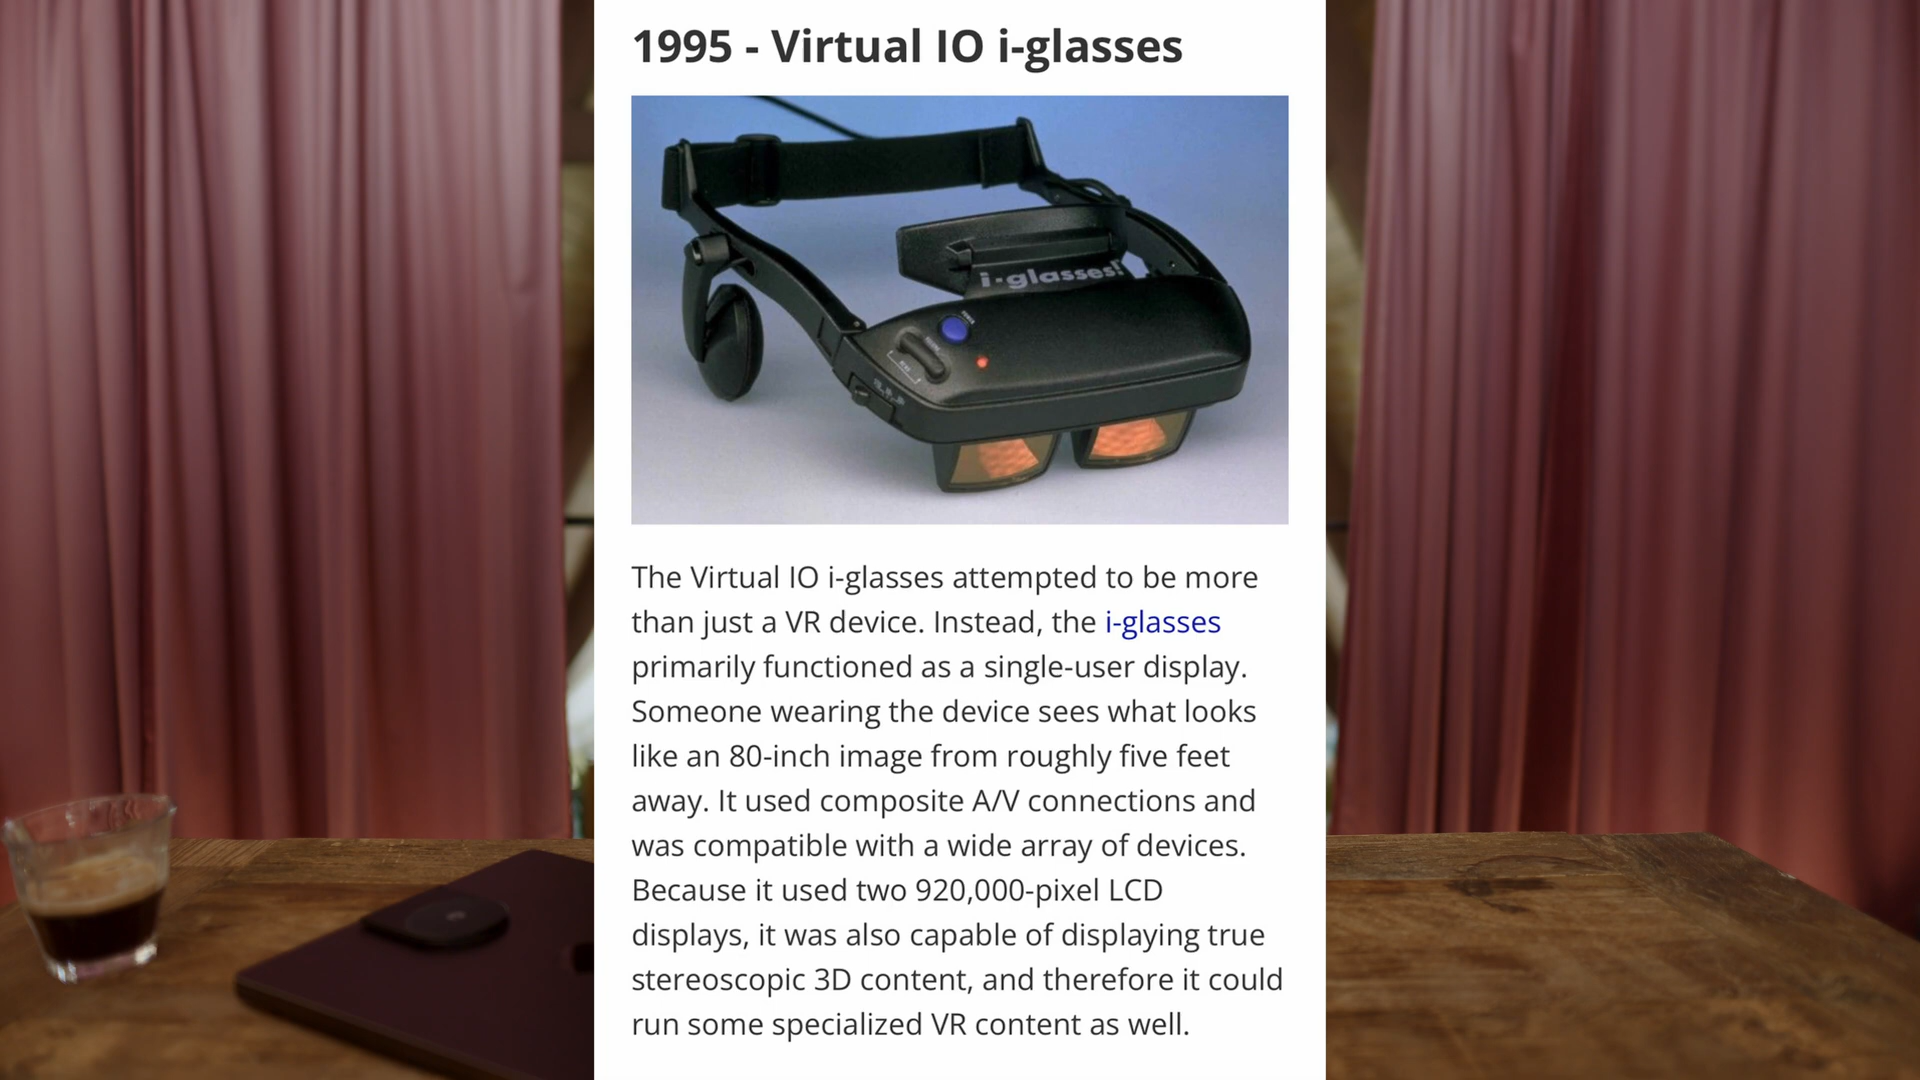 1995 - Virtual IO i-glasses
i-glasses!
The Virtual IO i-glasses attempted to be more
than just a VR device. Instead, the i-glasses
primarily functioned as a single-user display.
Someone wearing the device sees what looks
like an 80-inch image from roughly five feet
away. It used composite A/V connections and
was compatible with a wide array of devices.
Because it used two 920,000-pixel LCD
displays, it was also capable of displaying true
stereoscopic 3D content, and therefore it could
run some specialized VR content as well.